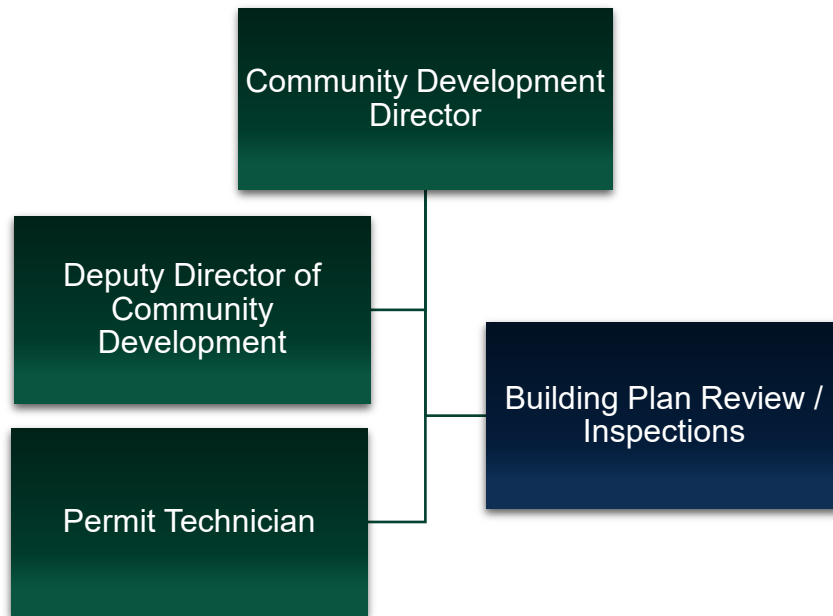 Community Development
Director
Deputy Director of
Community
Development
Building Plan Review /
Inspections
Permit Technician